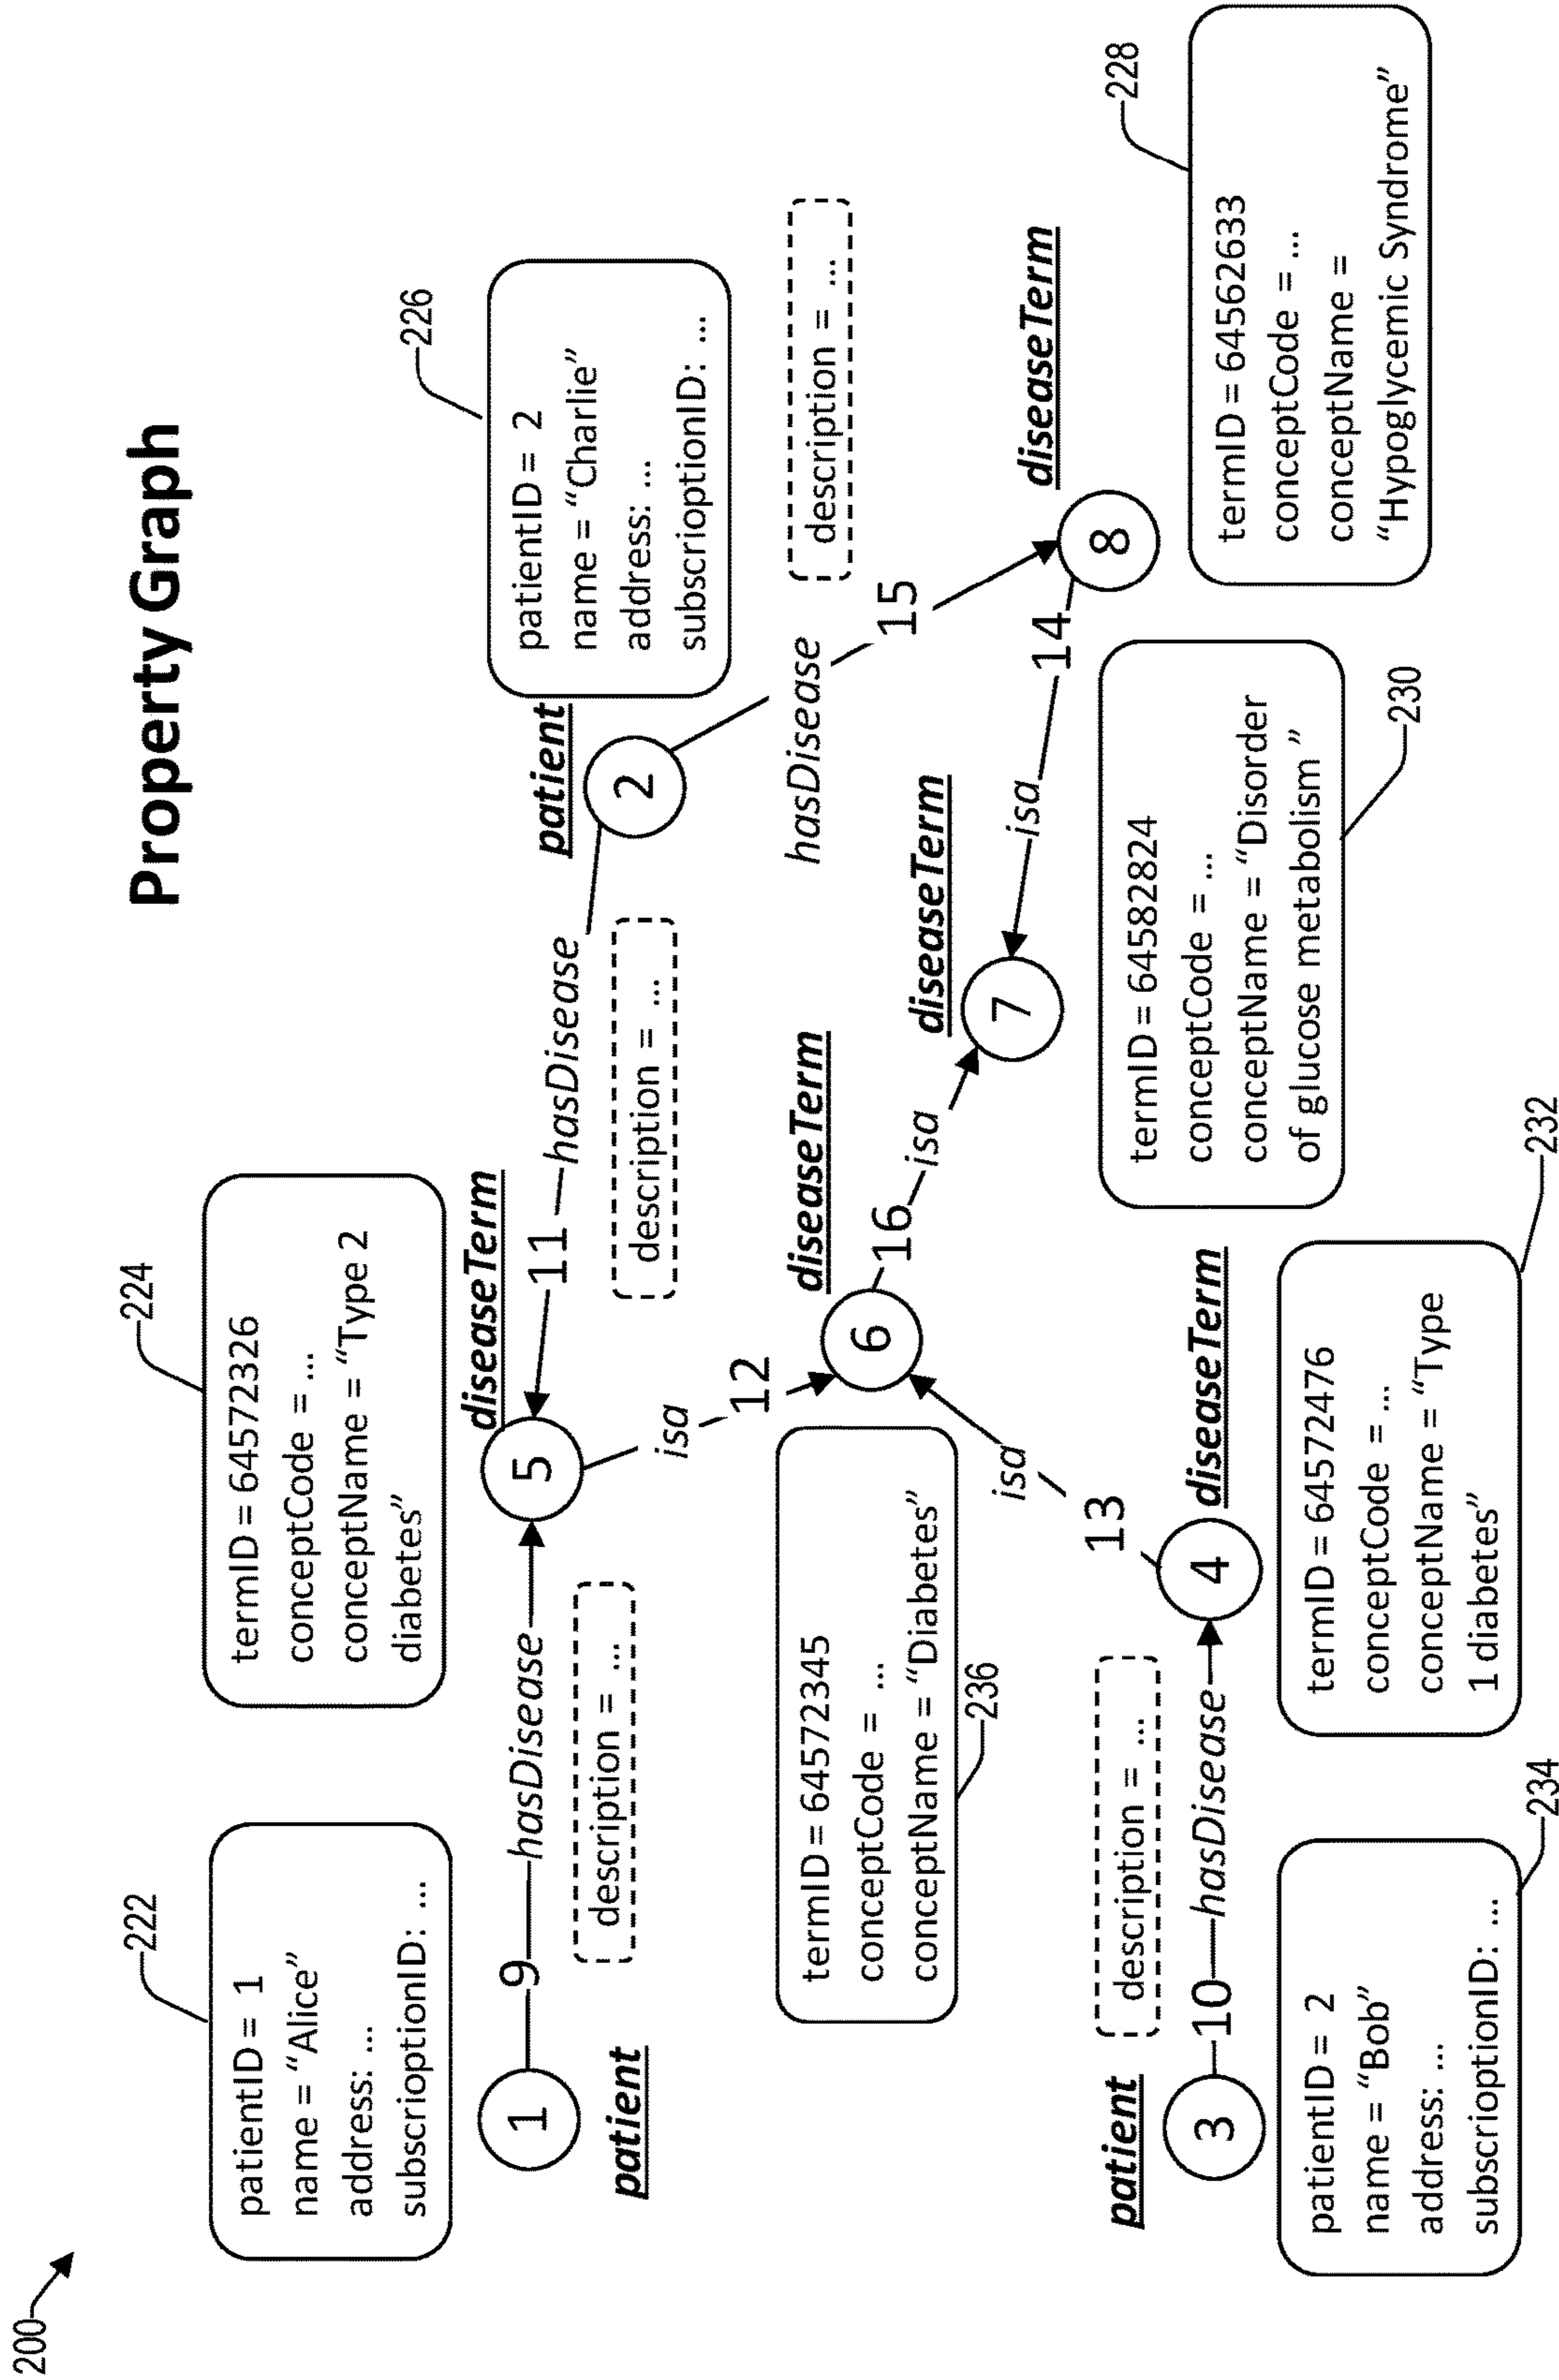 200
Property Graph
222
patientID = 1
name = "Alice"
address: ...
subscrioptionID: ...
224
termID = 64572326
conceptCode = ...
conceptName = "Type 2
diabetes"
226
patientID = 2
name = "Charlie"
address: ...
subscrioptionID: ...
1
patient
9
hasDisease
description = ...
5
diseaseTerm
11
hasDisease
description = ...
2
patient
isa
12
hasDisease
15
description = ...
termID = 64572345
conceptCode = ...
conceptName = "Diabetes"
236
6
diseaseTerm
16
isa
7
diseaseTerm
isa
14
8
diseaseTerm
228
termID = 64562633
conceptCode = ...
conceptName =
"Hypoglycemic Syndrome"
termID = 64582824
conceptCode = ...
conceptName = "Disorder
of glucose metabolism "
230
isa
13
patient
3
10
hasDisease
description = ...
4
diseaseTerm
patientID = 2
name = "Bob"
address: ...
subscrioptionID: ...
234
termID = 64572476
conceptCode = ...
conceptName = "Type
1 diabetes"
232